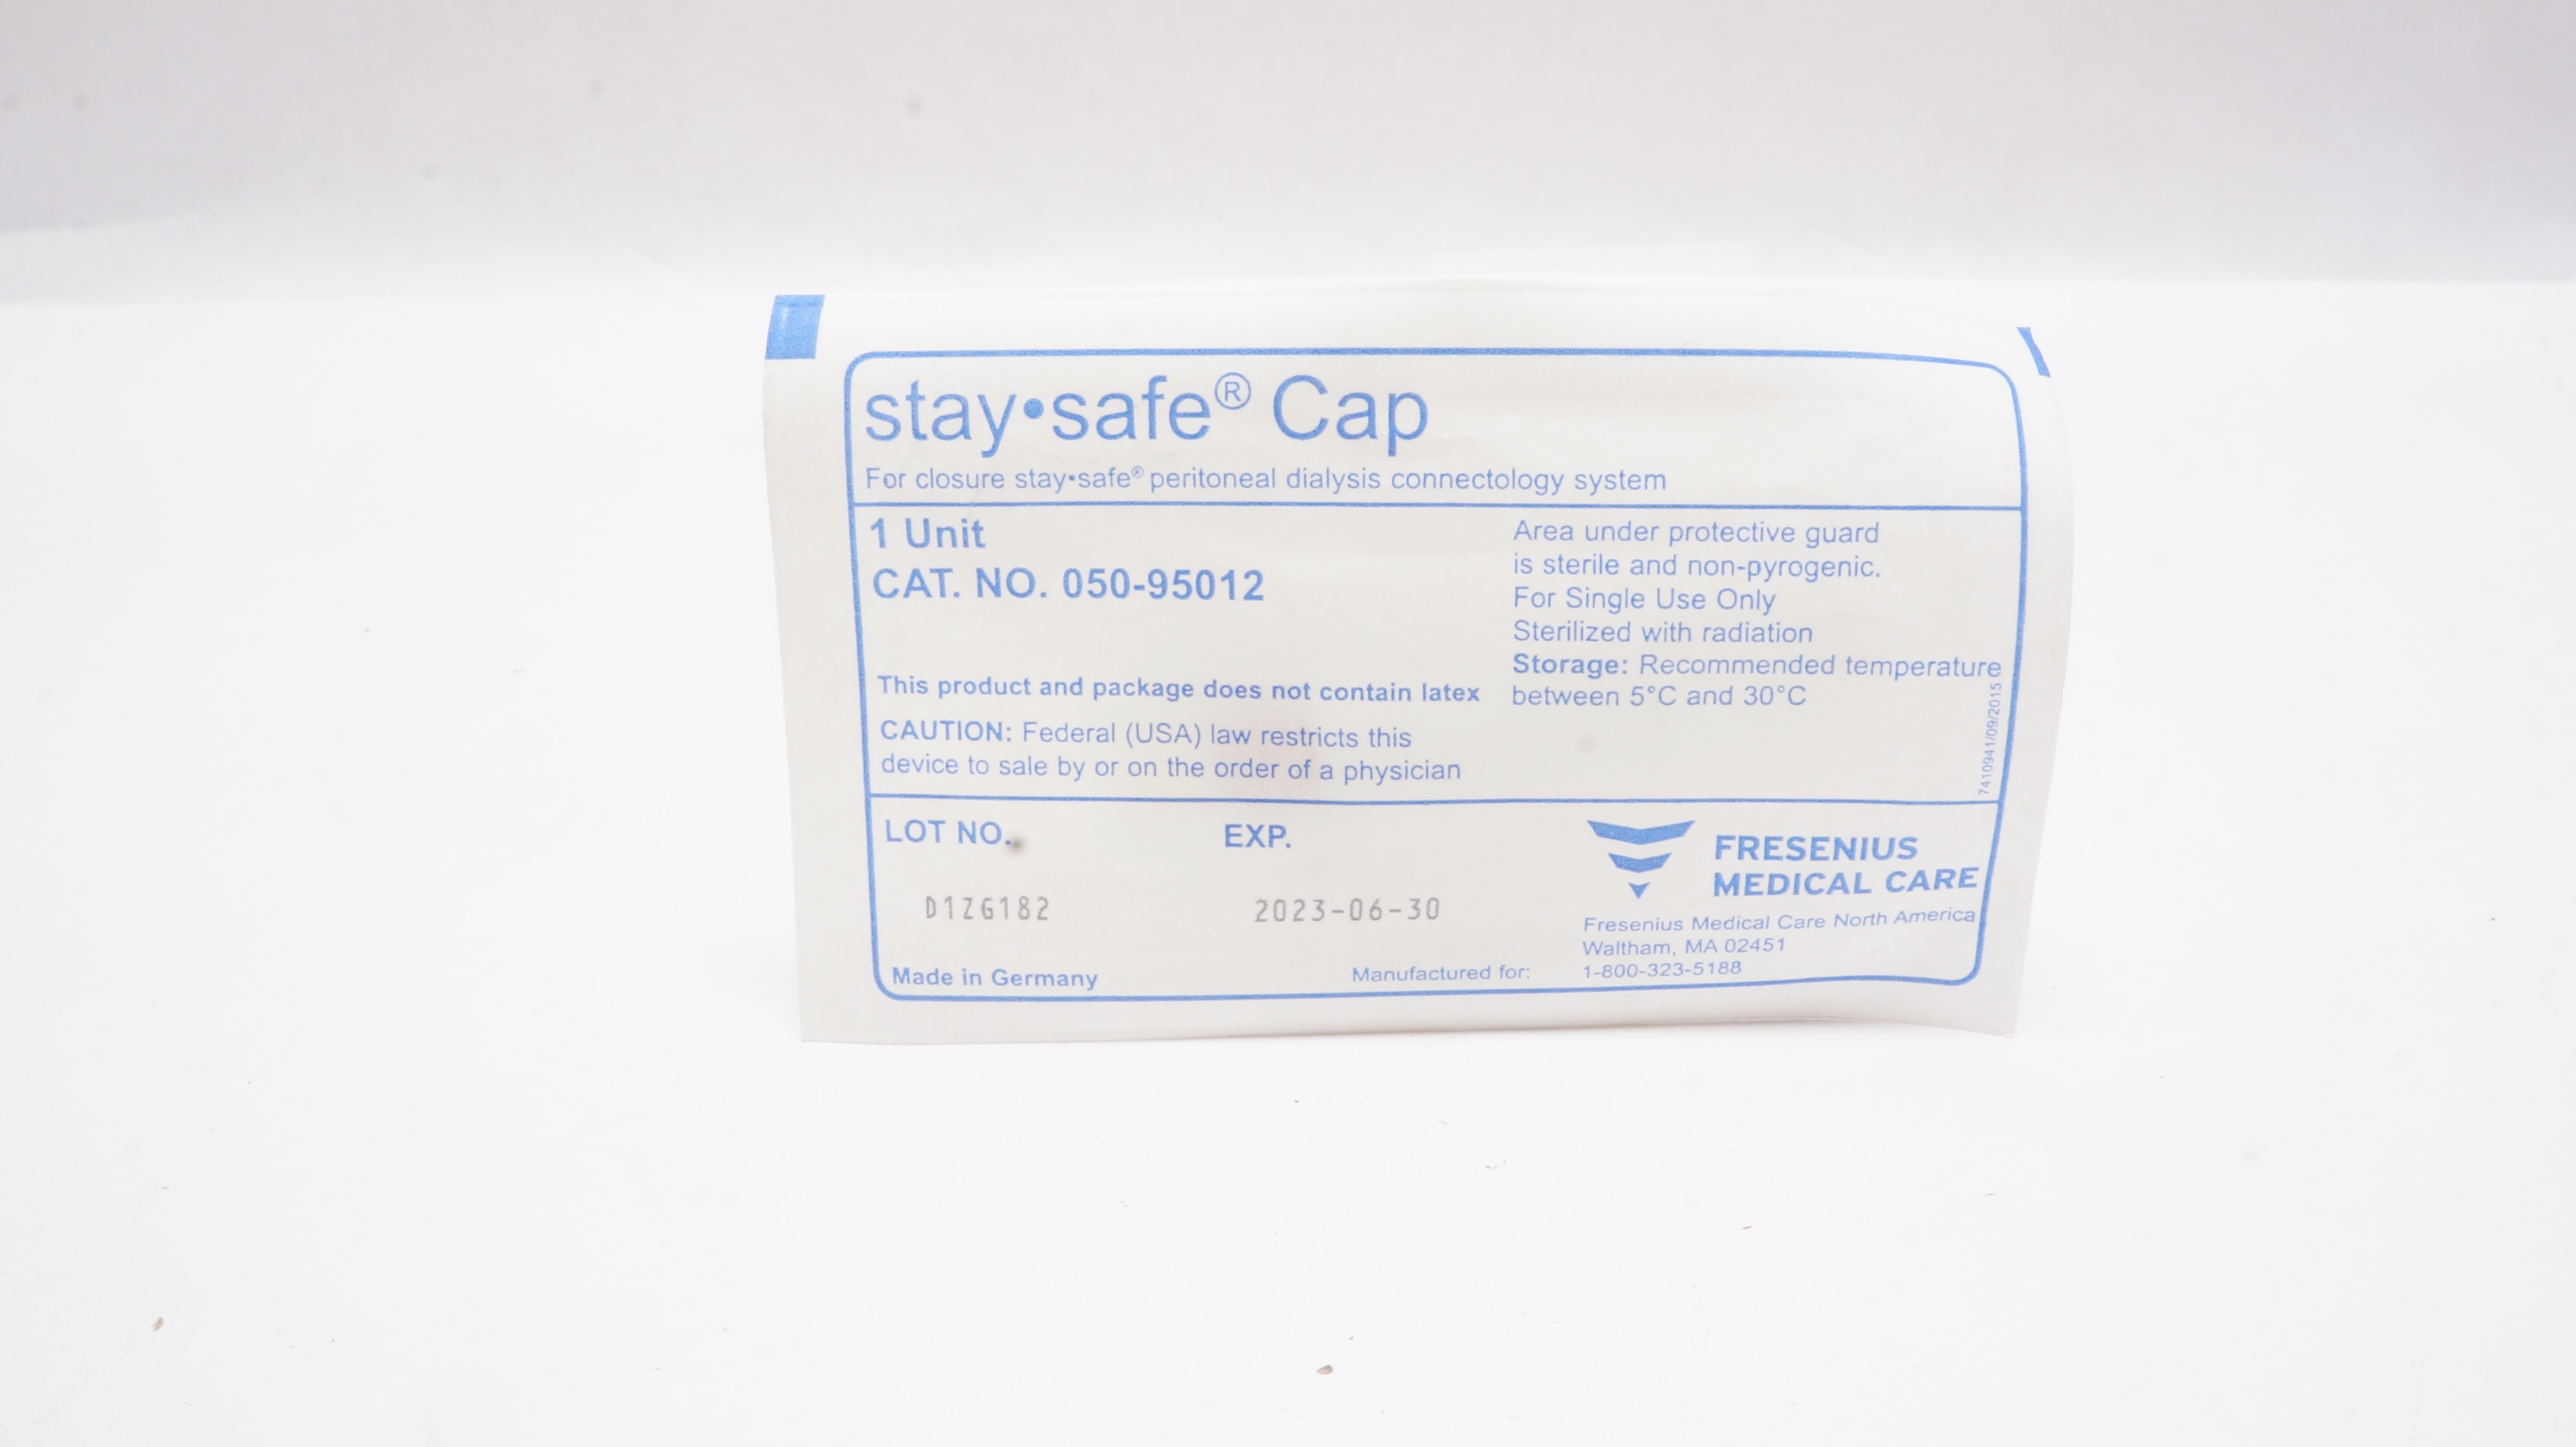 stay•safe® Cap
For closure stay•safe® peritoneal dialysis connectology system
1 Unit
CAT. NO. 050-95012
This product and package does not contain latex
CAUTION: Federal (USA) law restricts this
device to sale by or on the order of a physician
Area under protective guard
is sterile and non-pyrogenic.
For Single Use Only
Sterilized with radiation
Storage: Recommended temperature
between 5°C and 30°C
7410941/09/2015
LOT NO.
D1ZG182
EXP.
2023-06-30
FRESENIUS
MEDICAL CARE
Made in Germany
Manufactured for:
Fresenius Medical Care North America
Waltham, MA 02451
1-800-323-5188